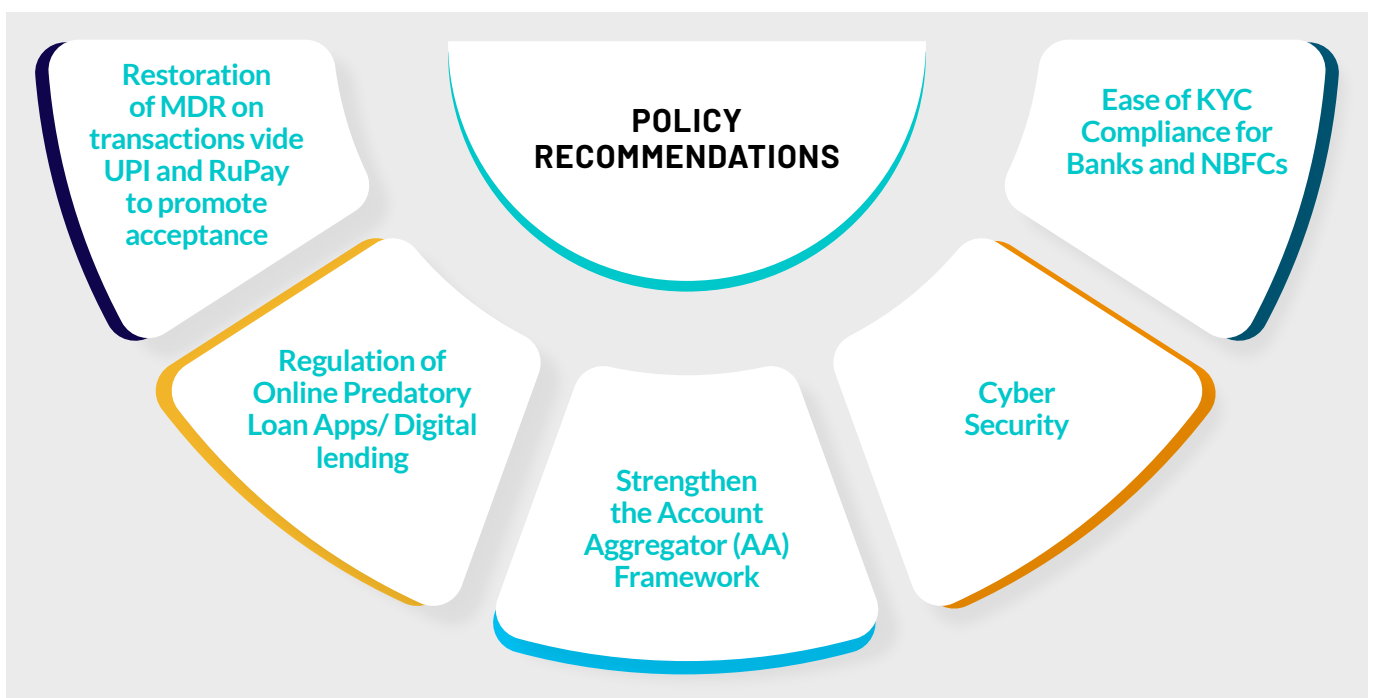 POLICY
RECOMMENDATIONS
Restoration
of MDR on
transactions vide
UPI and RuPay
to promote
acceptance
Regulation of
Online Predatory
Loan Apps/ Digital
lending
Strengthen
the Account
Aggregator (AA)
Framework
Cyber
Security
Ease of KYC
Compliance for
Banks and NBFCs